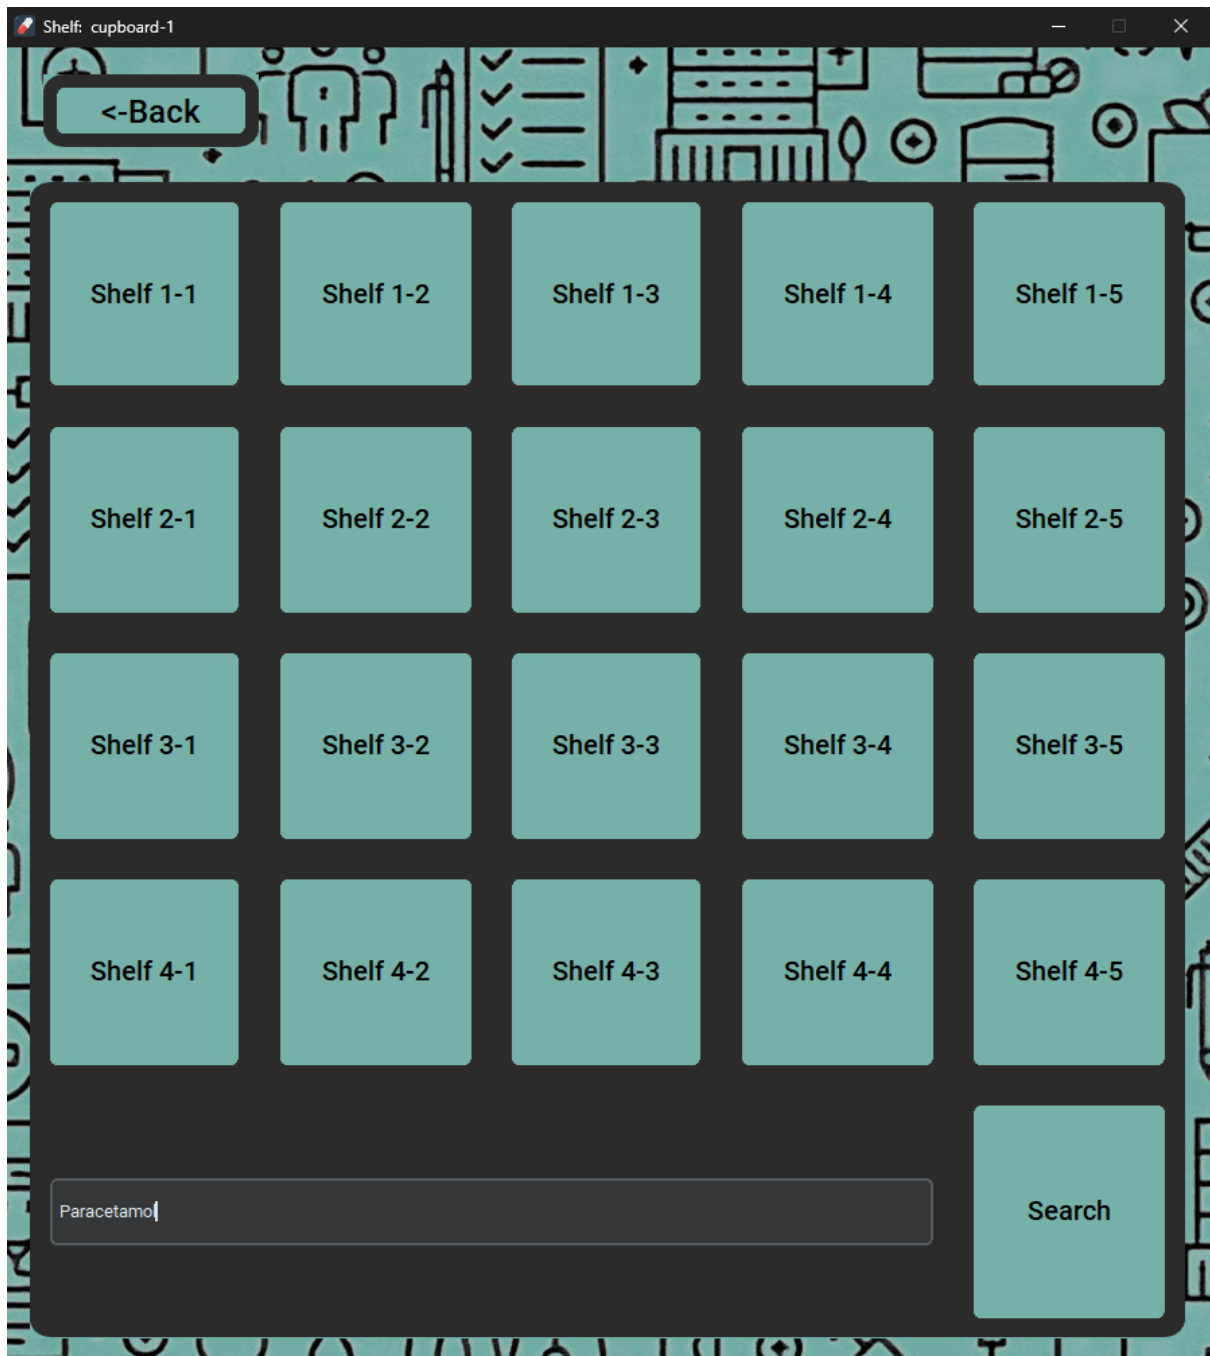 Shelf: cupboard-1
<-Back
Shelf 1-1 Shelf 1-2 Shelf 1-3 Shelf 1-4 Shelf 1-5
Shelf 2-1 Shelf 2-2 Shelf 2-3 Shelf 2-4 Shelf 2-5
Shelf 3-1 Shelf 3-2 Shelf 3-3 Shelf 3-4 Shelf 3-5
Shelf 4-1 Shelf 4-2 Shelf 4-3 Shelf 4-4 Shelf 4-5
Paracetamol Search